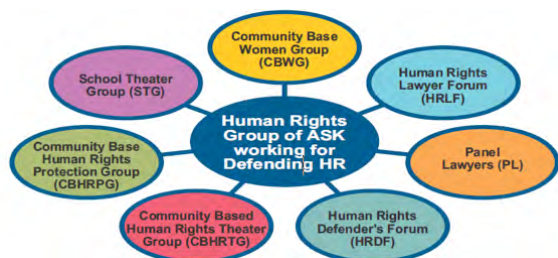 Community Base
Women Group
(CBWG)
School Theater
Group (STG)
Human Rights
Lawyer Forum
(HRLF)
Human Rights
Group of ASK
working for
Defending HR
Community Base
Human Rights
Protection Group
(CBHRPG)
Panel
Lawyers (PL)
Community Based
Human Rights Theater
Group (CBHRTG)
Human Rights
Defender's Forum
(HRDF)